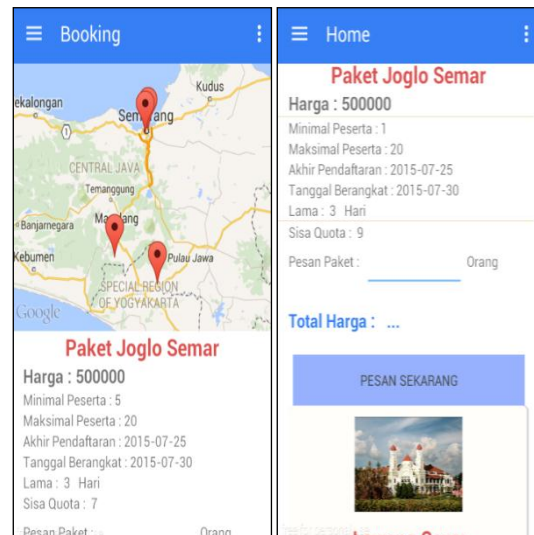 Booking
ekalongan
Kudus
Semarang
CENTRAL JAVA
Temanggung
Banjarnegara
Magelang
Kebumen
Pulau Jawa
SPECIAL REGION
OF YOGYAKARTA
Google
Paket Joglo Semar
Harga : 500000
Minimal Peserta : 5
Maksimal Peserta : 20
Akhir Pendaftaran : 2015-07-25
Tanggal Berangkat : 2015-07-30
Lama : 3 Hari
Sisa Quota : 7
Pesan Paket : Orang
Home
Paket Joglo Semar
Harga : 500000
Minimal Peserta : 1
Maksimal Peserta : 20
Akhir Pendaftaran : 2015-07-25
Tanggal Berangkat : 2015-07-30
Lama : 3 Hari
Sisa Quota : 9
Pesan Paket : Orang
Total Harga : ...
PESAN SEKARANG